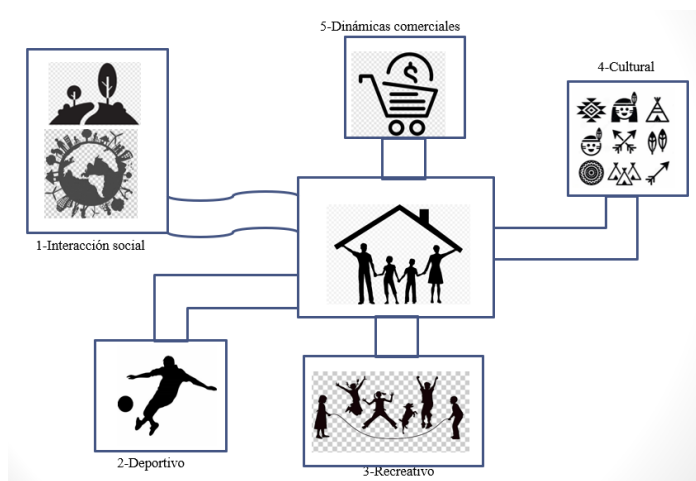 5-Dinámicas comerciales
4-Cultural
1-Interacción social
2-Deportivo
3-Recreativo